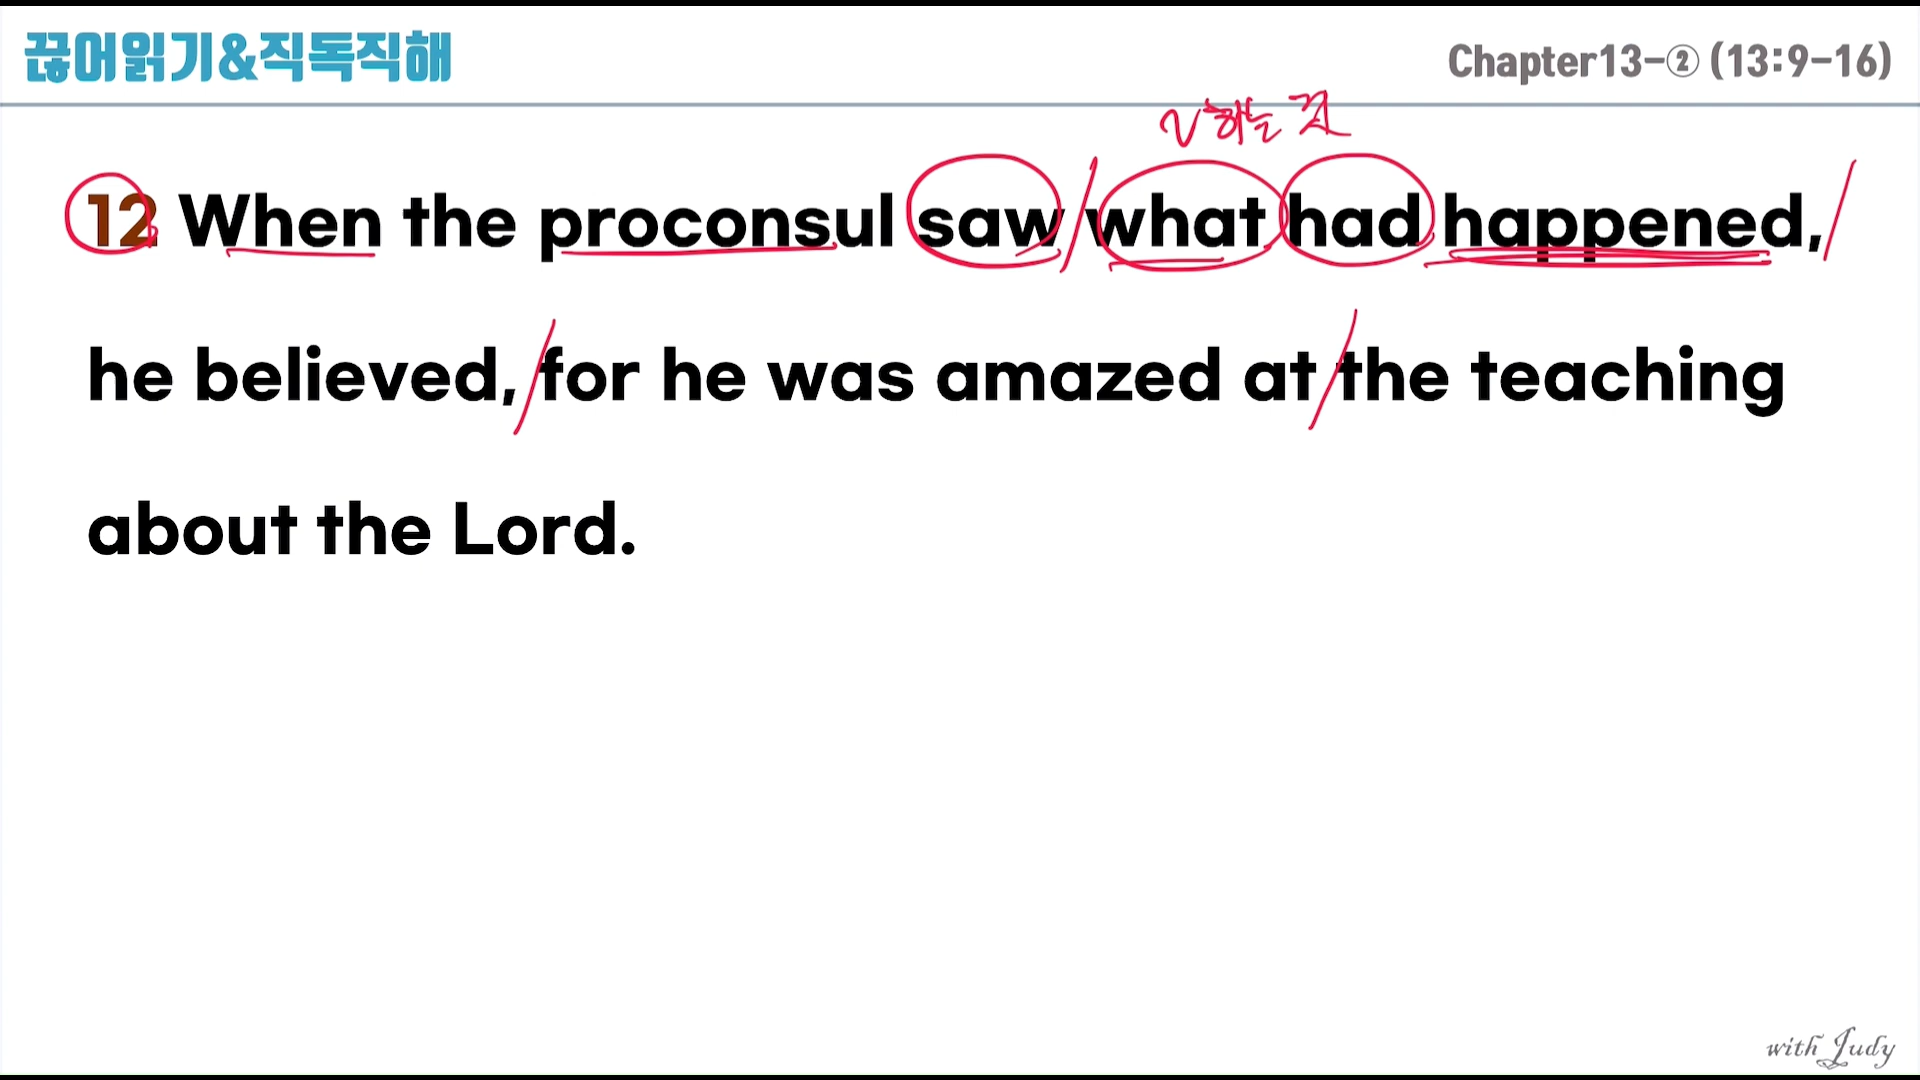 끊어읽기&직독직해
Chapter13-② (13:9-16)
~하는 것
12 When the proconsul saw / what had happened, /
he believed, / for he was amazed at / the teaching
about the Lord.
with Judy